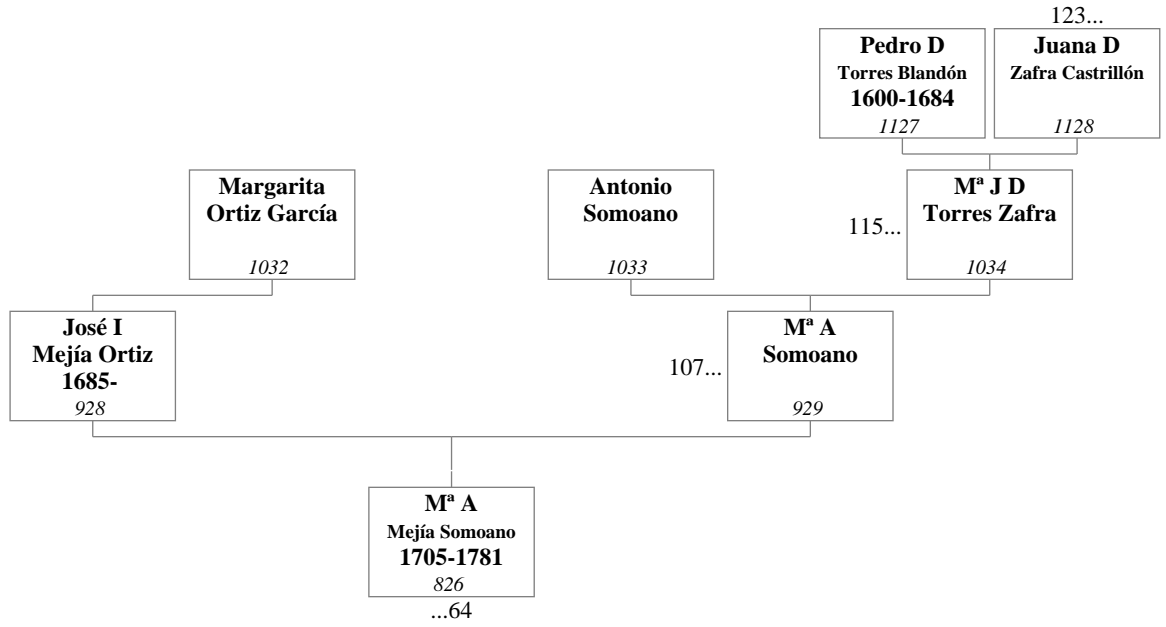 123...
Pedro D
Torres Blandón
1600-1684
1127
Juana D
Zafra Castrillón
1128
Margarita
Ortiz García
1032
Antonio
Somoano
1033
115...
Mª J D
Torres Zafra
1034
José I
Mejía Ortiz
1685-
928
107...
Mª A
Somoano
929
Mª A
Mejía Somoano
1705-1781
826
...64